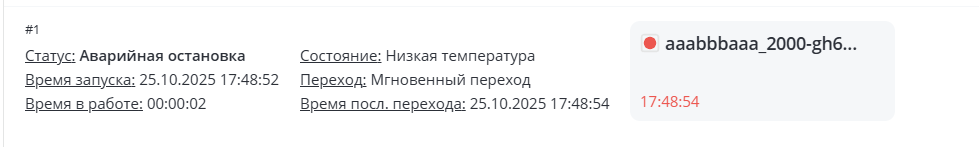 #1
Статус: Аварийная остановка
Время запуска: 25.10.2025 17:48:52
Время в работе: 00:00:02
Состояние: Низкая температура
Переход: Мгновенный переход
Время посл. перехода: 25.10.2025 17:48:54
aaabbbaaa_2000-gh6...
17:48:54